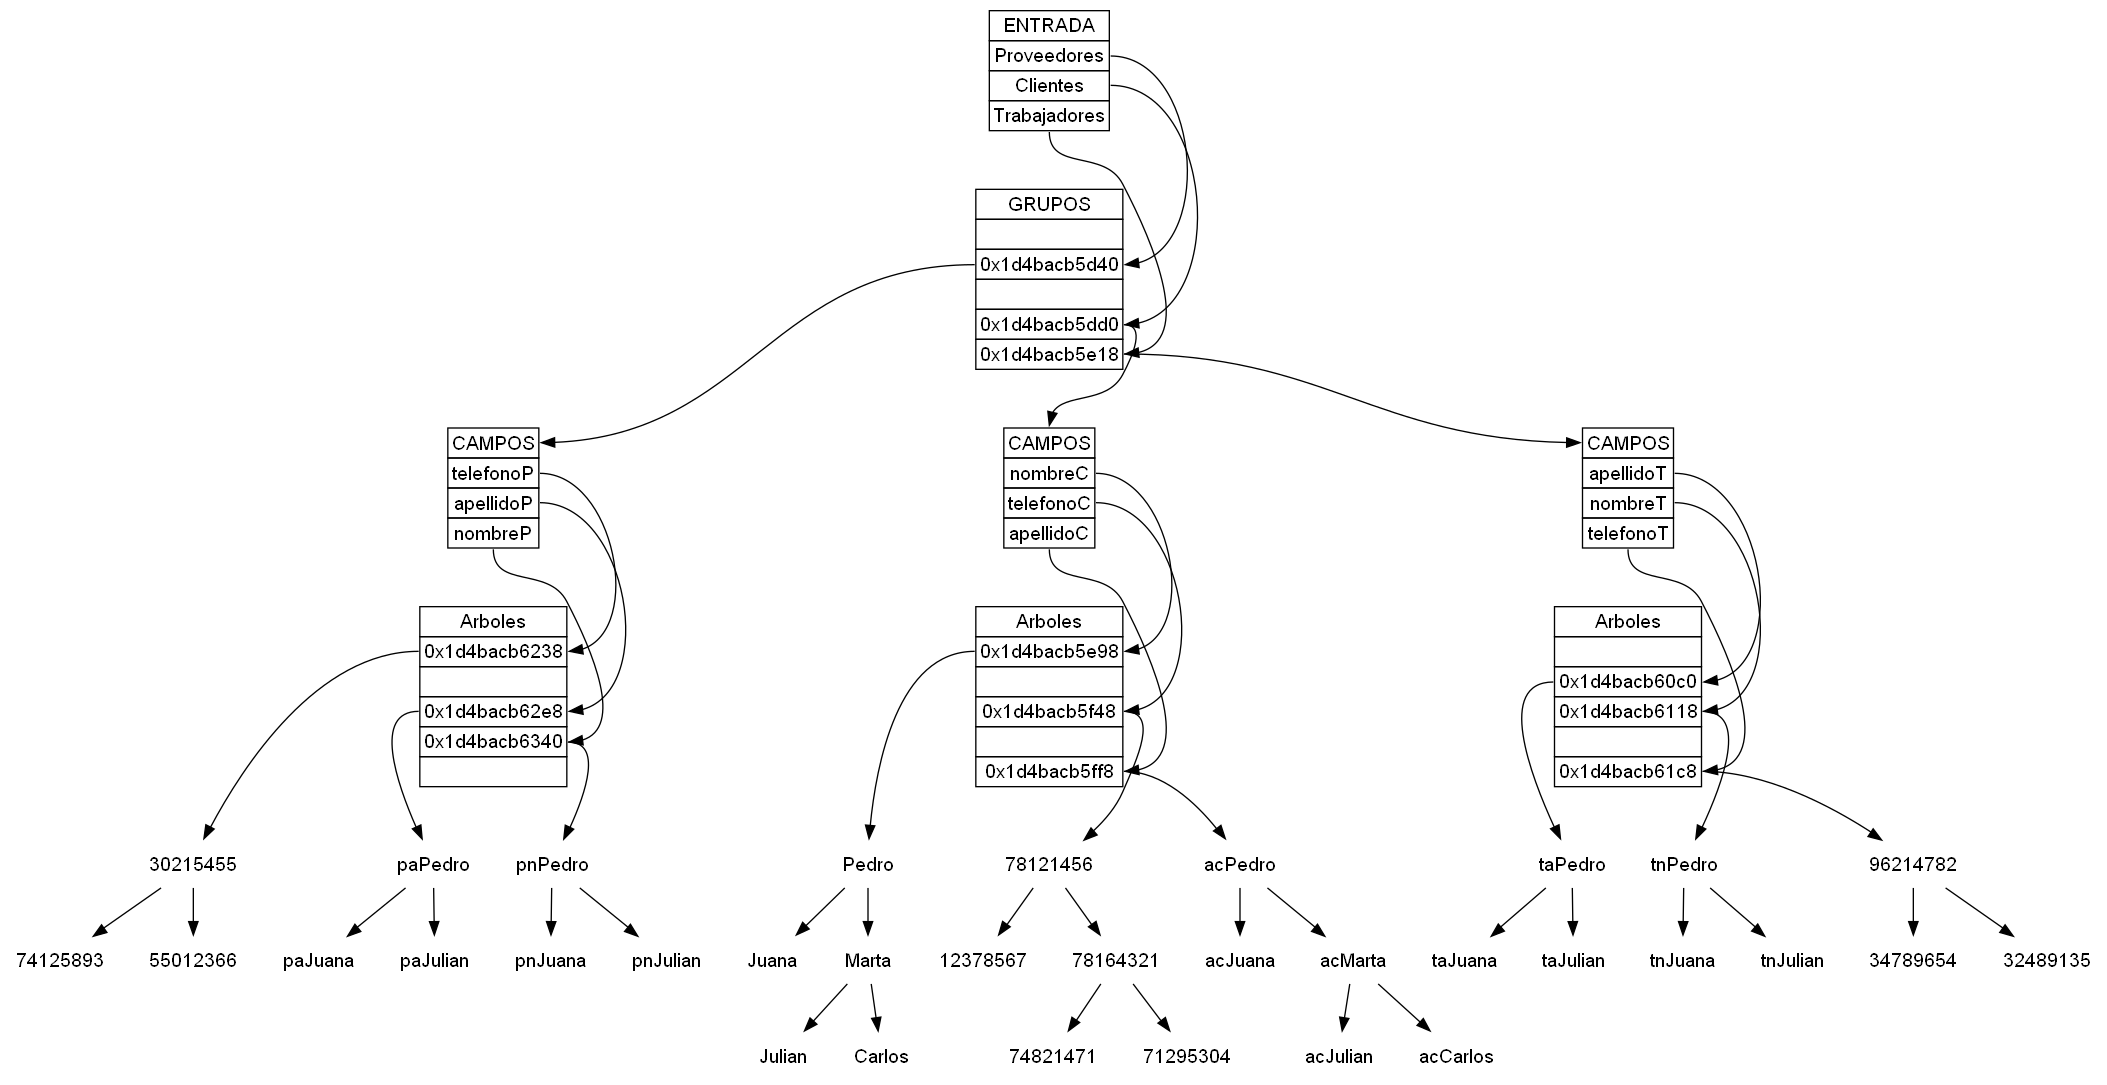 ENTRADA
Proveedores
Clientes
Trabajadores
GRUPOS
0x1d4bacb5d40
0x1d4bacb5dd0
0x1d4bacb5e18
CAMPOS
telefonoP
apellidoP
nombreP
CAMPOS
nombreC
telefonoC
apellidoC
CAMPOS
apellidoT
nombreT
telefonoT
Arboles
0x1d4bacb6238
0x1d4bacb62e8
0x1d4bacb6340
Arboles
0x1d4bacb5e98
0x1d4bacb5f48
0x1d4bacb5ff8
Arboles
0x1d4bacb60c0
0x1d4bacb6118
0x1d4bacb61c8
30215455 paPedro pnPedro Pedro 78121456 acPedro taPedro tnPedro 96214782
74125893 55012366 paJuana paJulian pnJuana pnJulian Juana Marta 12378567 78164321 acJuana acMarta taJuana taJulian tnJuana tnJulian 34789654 32489135
Julian Carlos 74821471 71295304 acJulian acCarlos